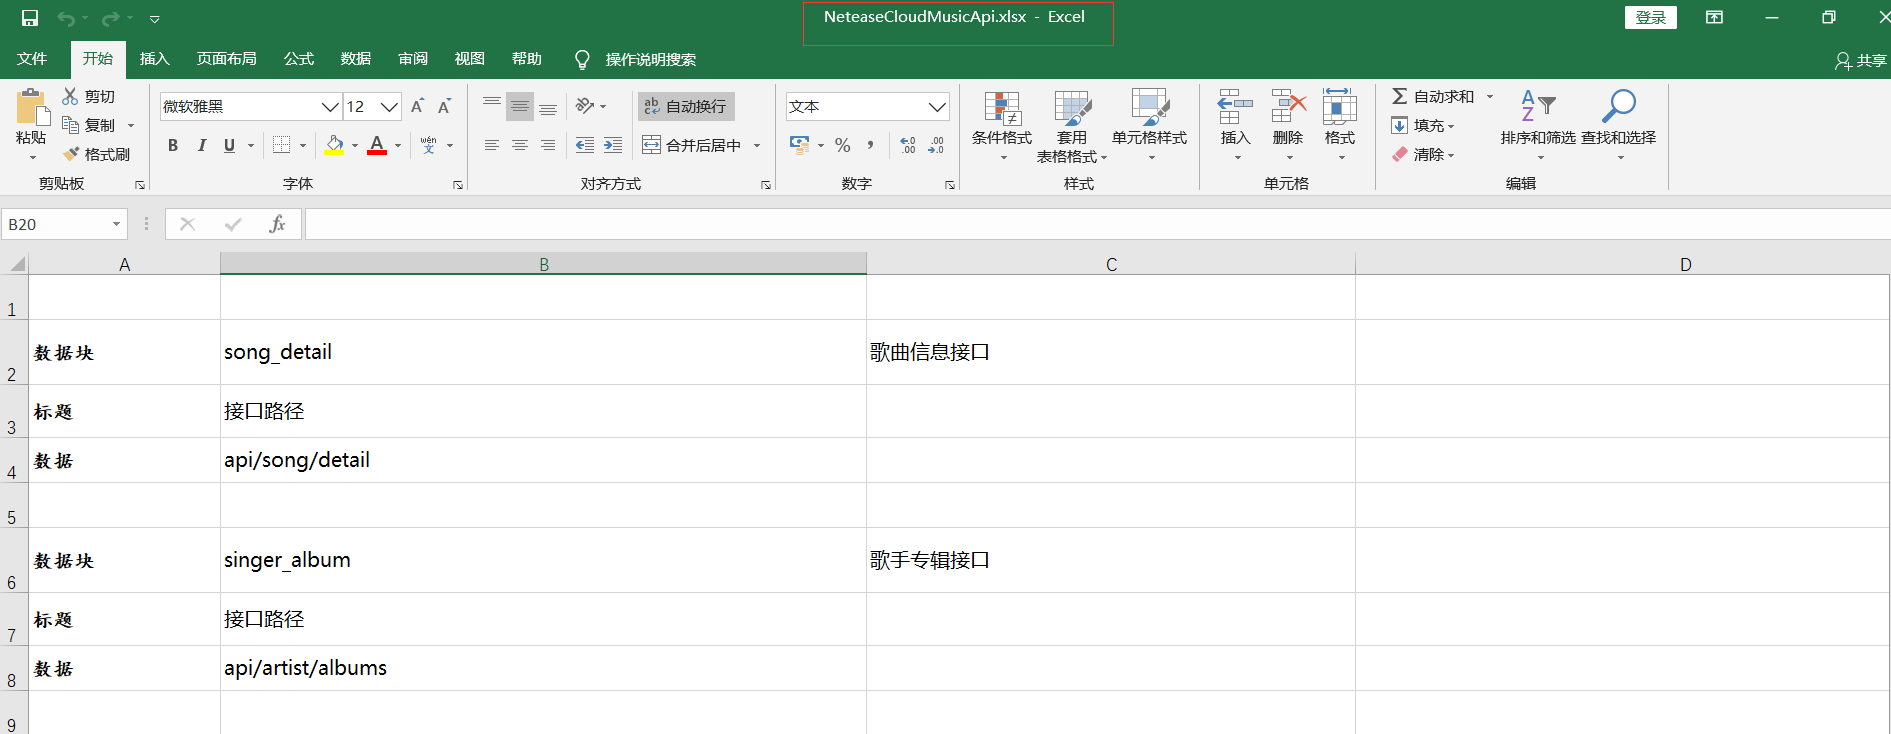 NeteaseCloudMusicApi.xlsx - Excel
登录
文件 开始 插入 页面布局 公式 数据 审阅 视图 帮助 操作说明搜索 共享
粘贴 剪切 复制 格式刷 剪贴板
微软雅黑 12 A A B I U A wén 文 字体
ab c 自动换行 合并后居中 对齐方式
文本 % , .0 .00 .00 .0 数字
条件格式 套用 表格格式 单元格样式 样式
插入 删除 格式 单元格
Σ 自动求和 填充 清除 A Z 排序和筛选 查找和选择 编辑
B20 fx
A B C D
1
2 数据块 song_detail 歌曲信息接口
3 标题 接口路径
4 数据 api/song/detail
5
6 数据块 singer_album 歌手专辑接口
7 标题 接口路径
8 数据 api/artist/albums
9